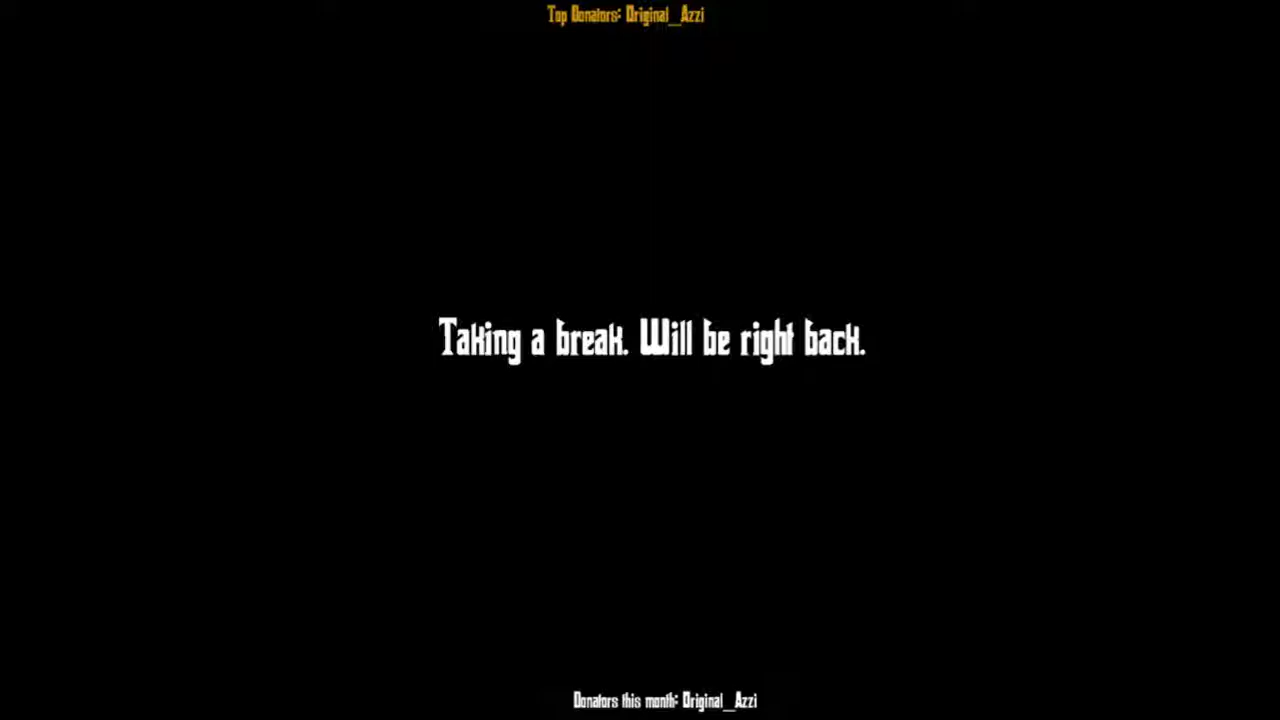 Top Donators: Original_Azzi
Taking a break. Will be right back.
Donators this month: Original_Azzi